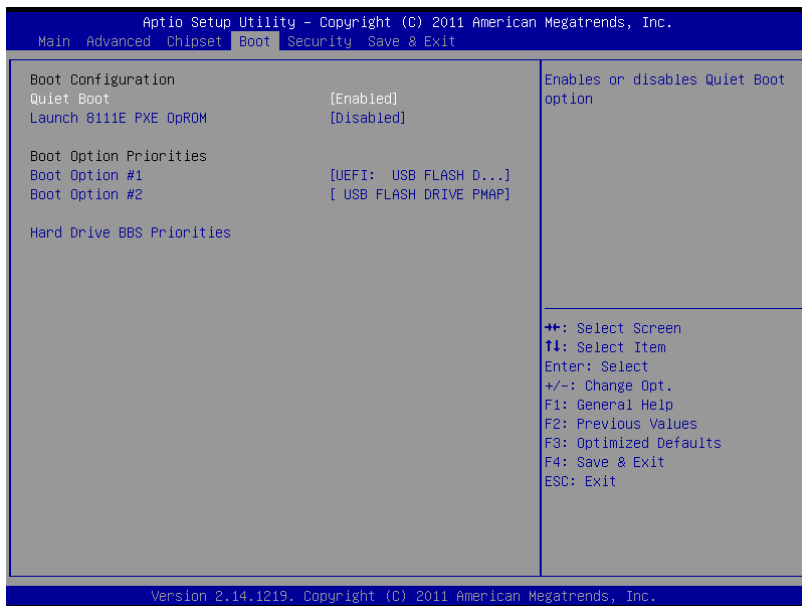 Aptio Setup Utility - Copyright (C) 2011 American Megatrends, Inc.
Main Advanced Chipset Boot Security Save & Exit
Boot Configuration
Quiet Boot [Enabled]
Launch 8111E PXE OpROM [Disabled]
Boot Option Priorities
Boot Option #1 [UEFI: USB FLASH D...]
Boot Option #2 [ USB FLASH DRIVE PMAP]
Hard Drive BBS Priorities
Enables or disables Quiet Boot
option
→←: Select Screen
↑↓: Select Item
Enter: Select
+/-: Change Opt.
F1: General Help
F2: Previous Values
F3: Optimized Defaults
F4: Save & Exit
ESC: Exit
Version 2.14.1219. Copyright (C) 2011 American Megatrends, Inc.